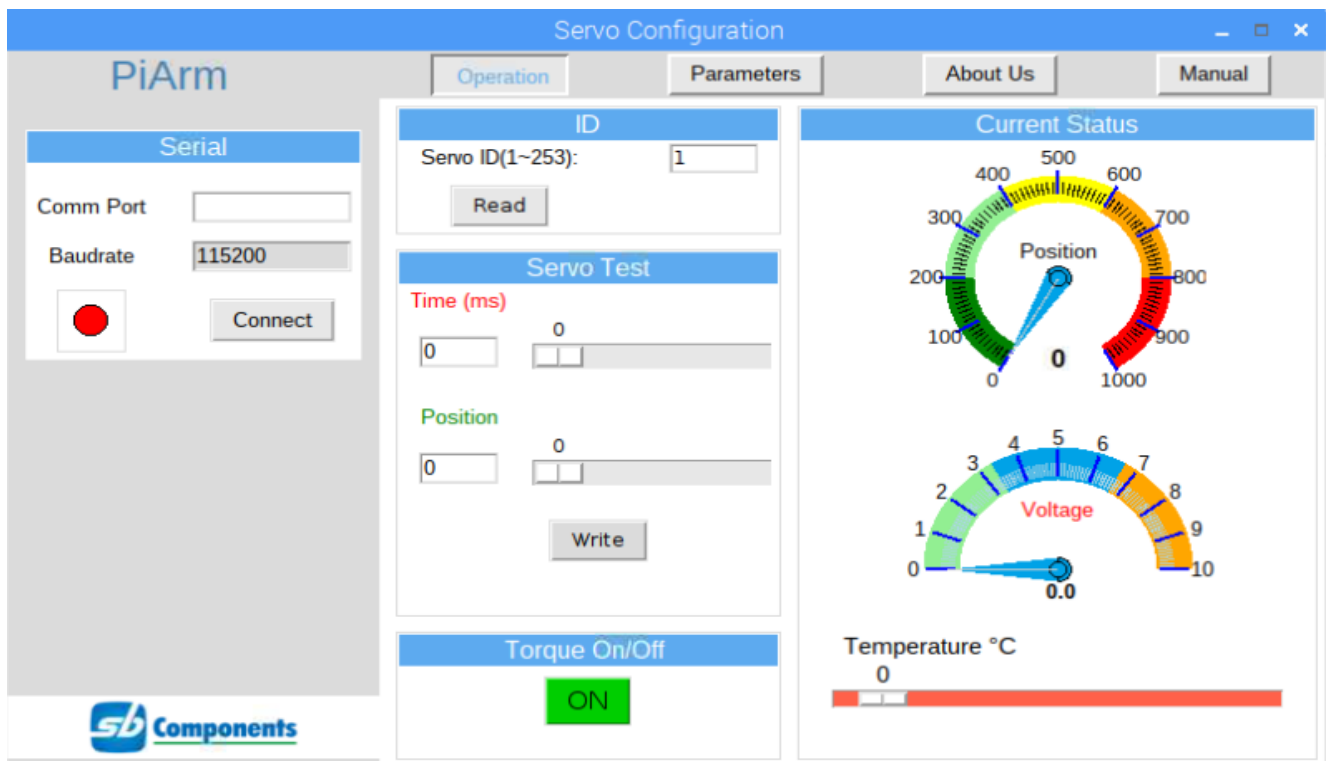 Servo Configuration
PiArm
Operation
Parameters
About Us
Manual
Serial
Comm Port
Baudrate
115200
Connect
sb Components
ID
Servo ID(1~253):
1
Read
Servo Test
Time (ms)
0
0
Position
0
0
Write
Torque On/Off
ON
Current Status
500
400
600
300
700
Position
200
800
100
900
0
0
1000
5
4
6
3
7
2
8
Voltage
1
9
0
10
0.0
Temperature °C
0